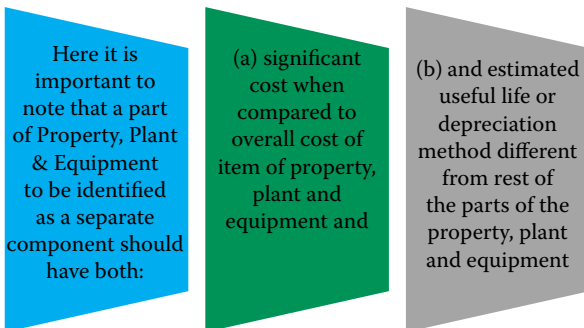 Here it is
important to
note that a part
of Property, Plant
& Equipment
to be identified
as a separate
component should
have both:
(a) significant
cost when
compared to
overall cost of
item of property,
plant and
equipment and
(b) and estimated
useful life or
depreciation
method different
from rest of
the parts of the
property, plant
and equipment